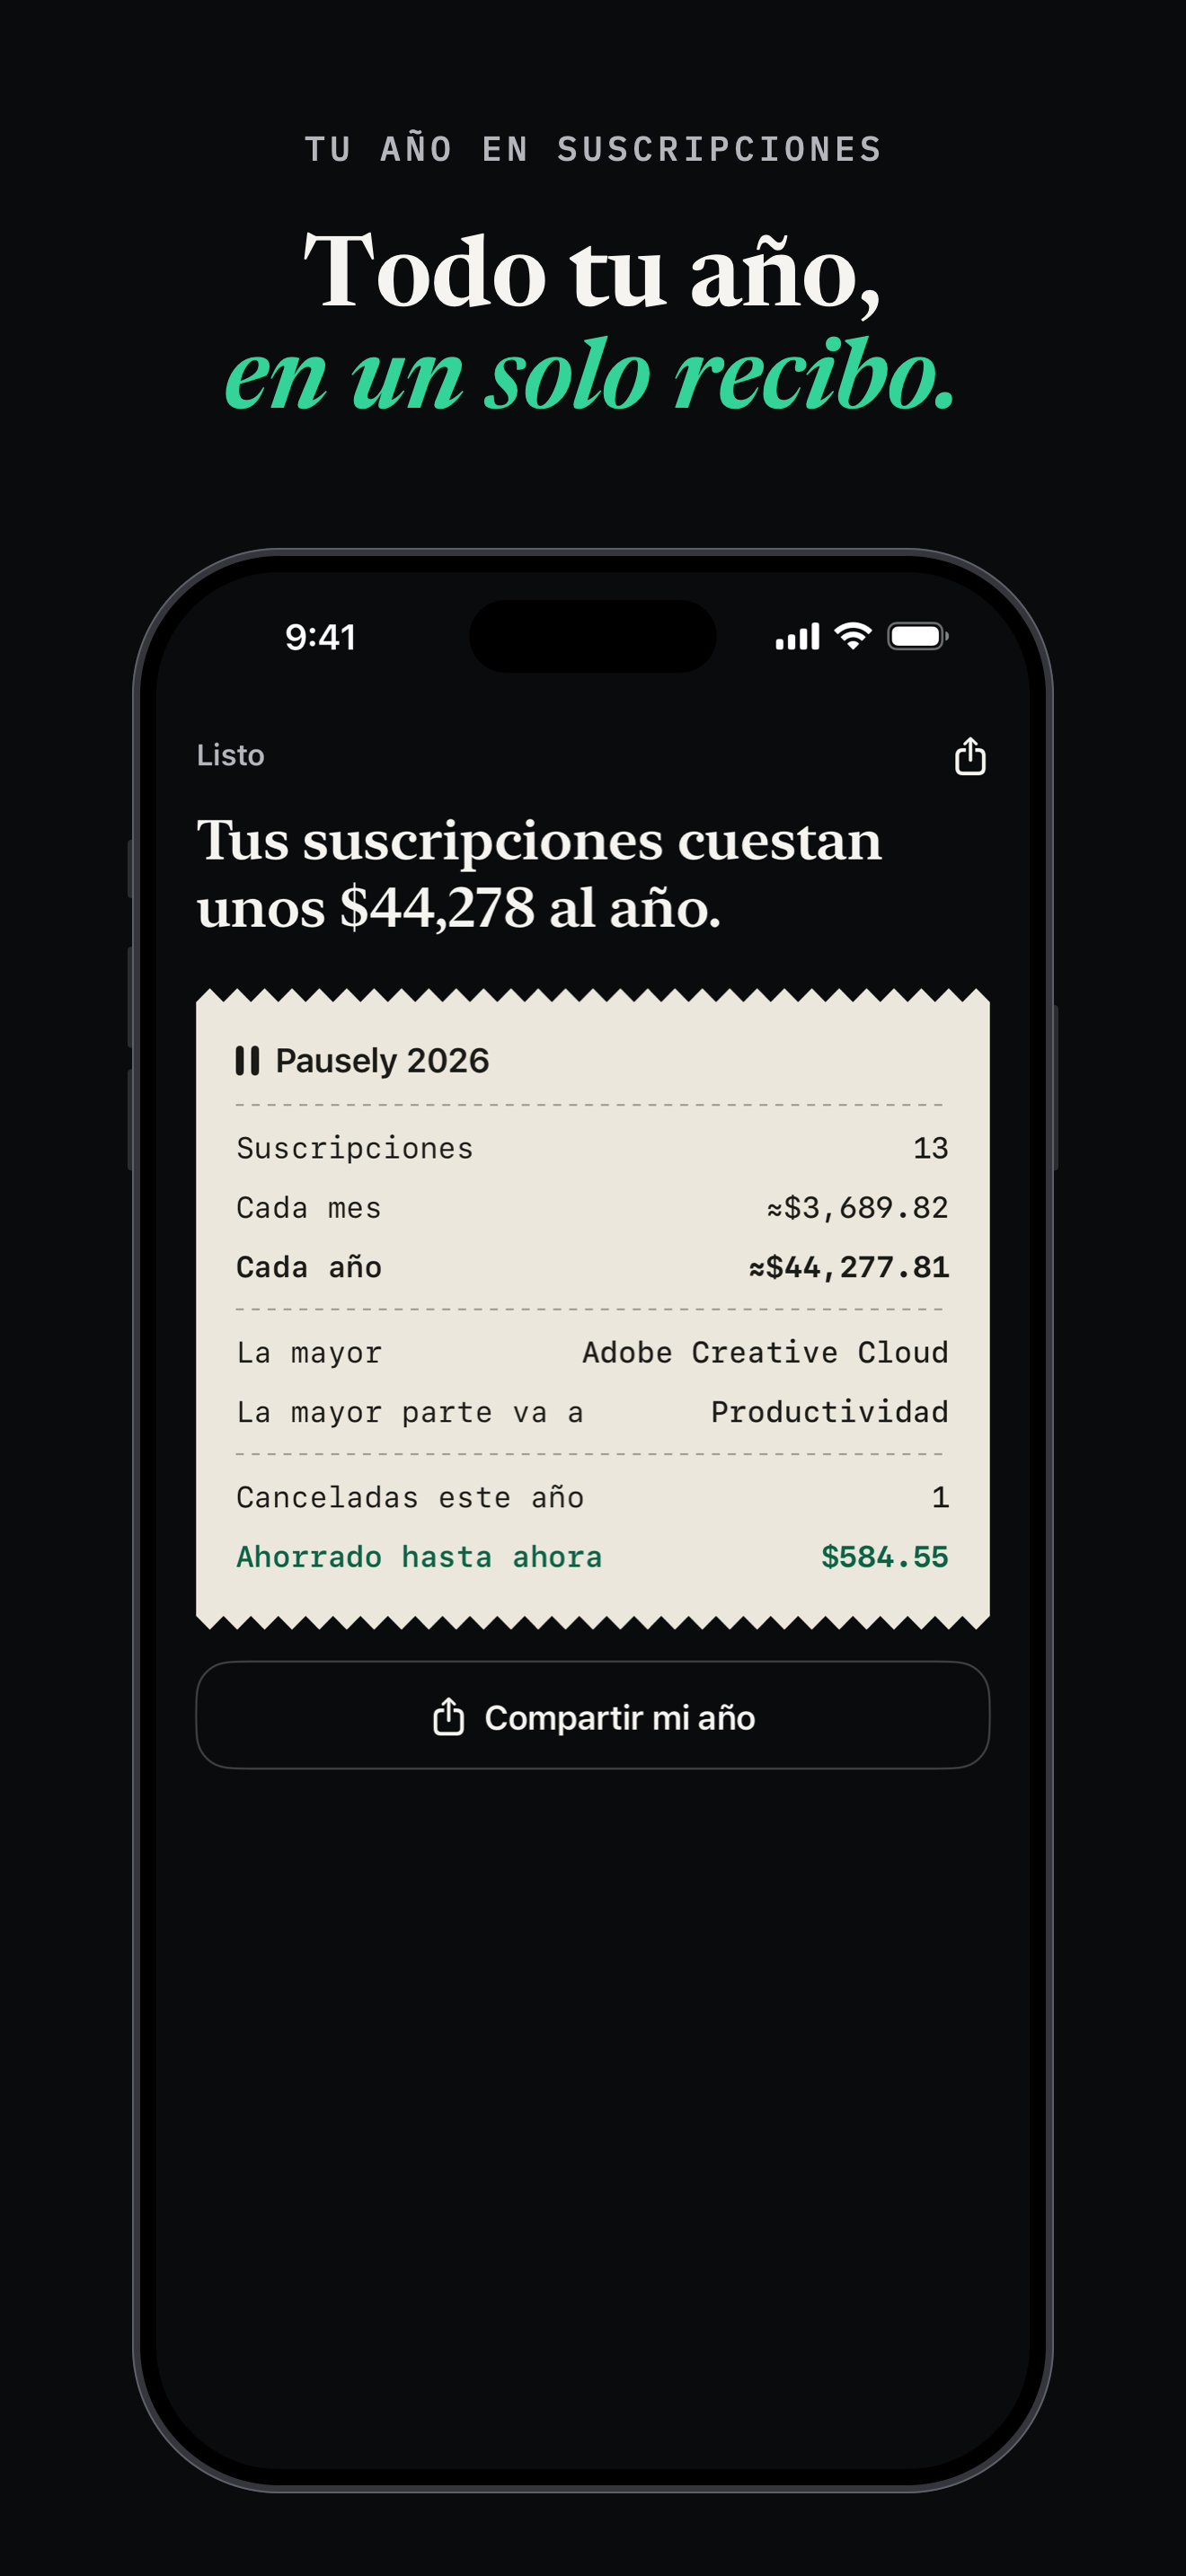 TU AÑO EN SUSCRIPCIONES
Todo tu año,
en un solo recibo.
9:41
Listo
Tus suscripciones cuestan
unos $44,278 al año.
Pausely 2026
Suscripciones 13
Cada mes ≈$3,689.82
Cada año ≈$44,277.81
La mayor Adobe Creative Cloud
La mayor parte va a Productividad
Canceladas este año 1
Ahorrado hasta ahora $584.55
Compartir mi año